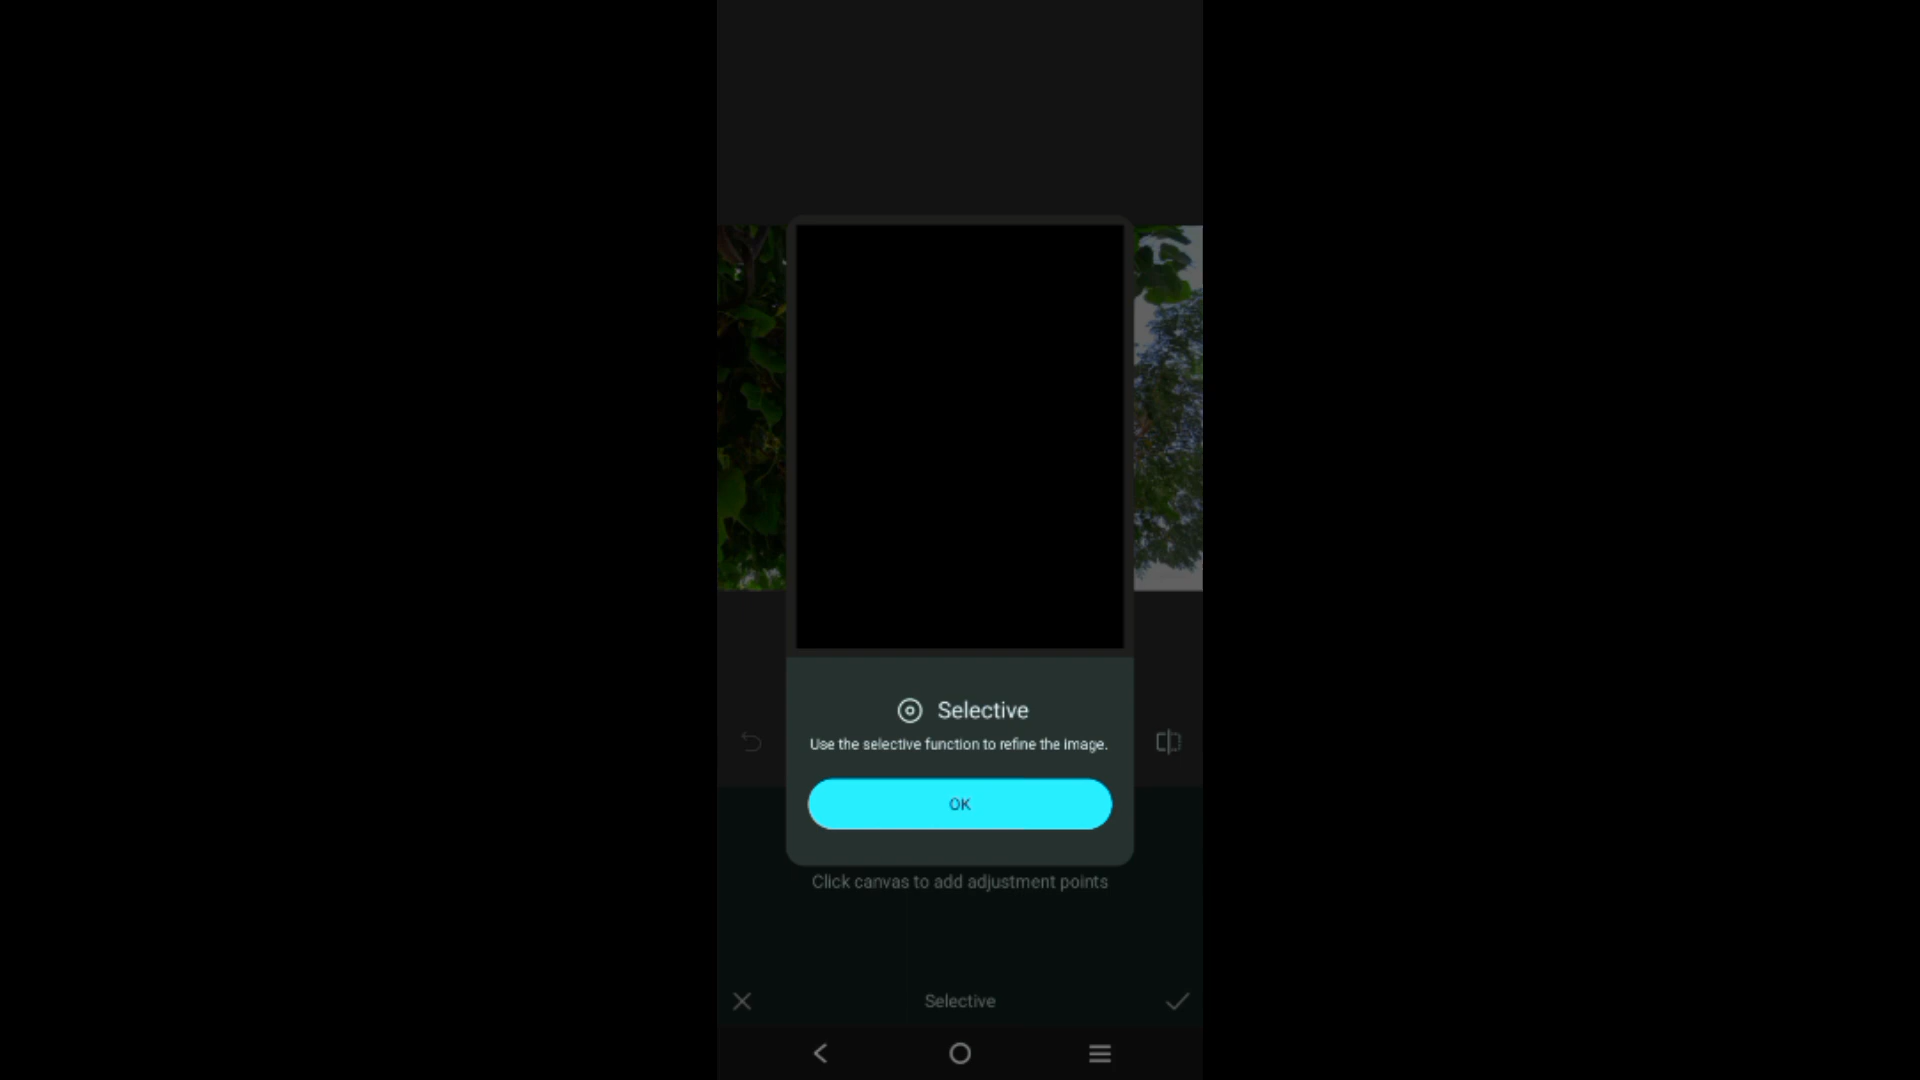 Selective
Use the selective function to refine the image.
OK
Click canvas to add adjustment points
Selective